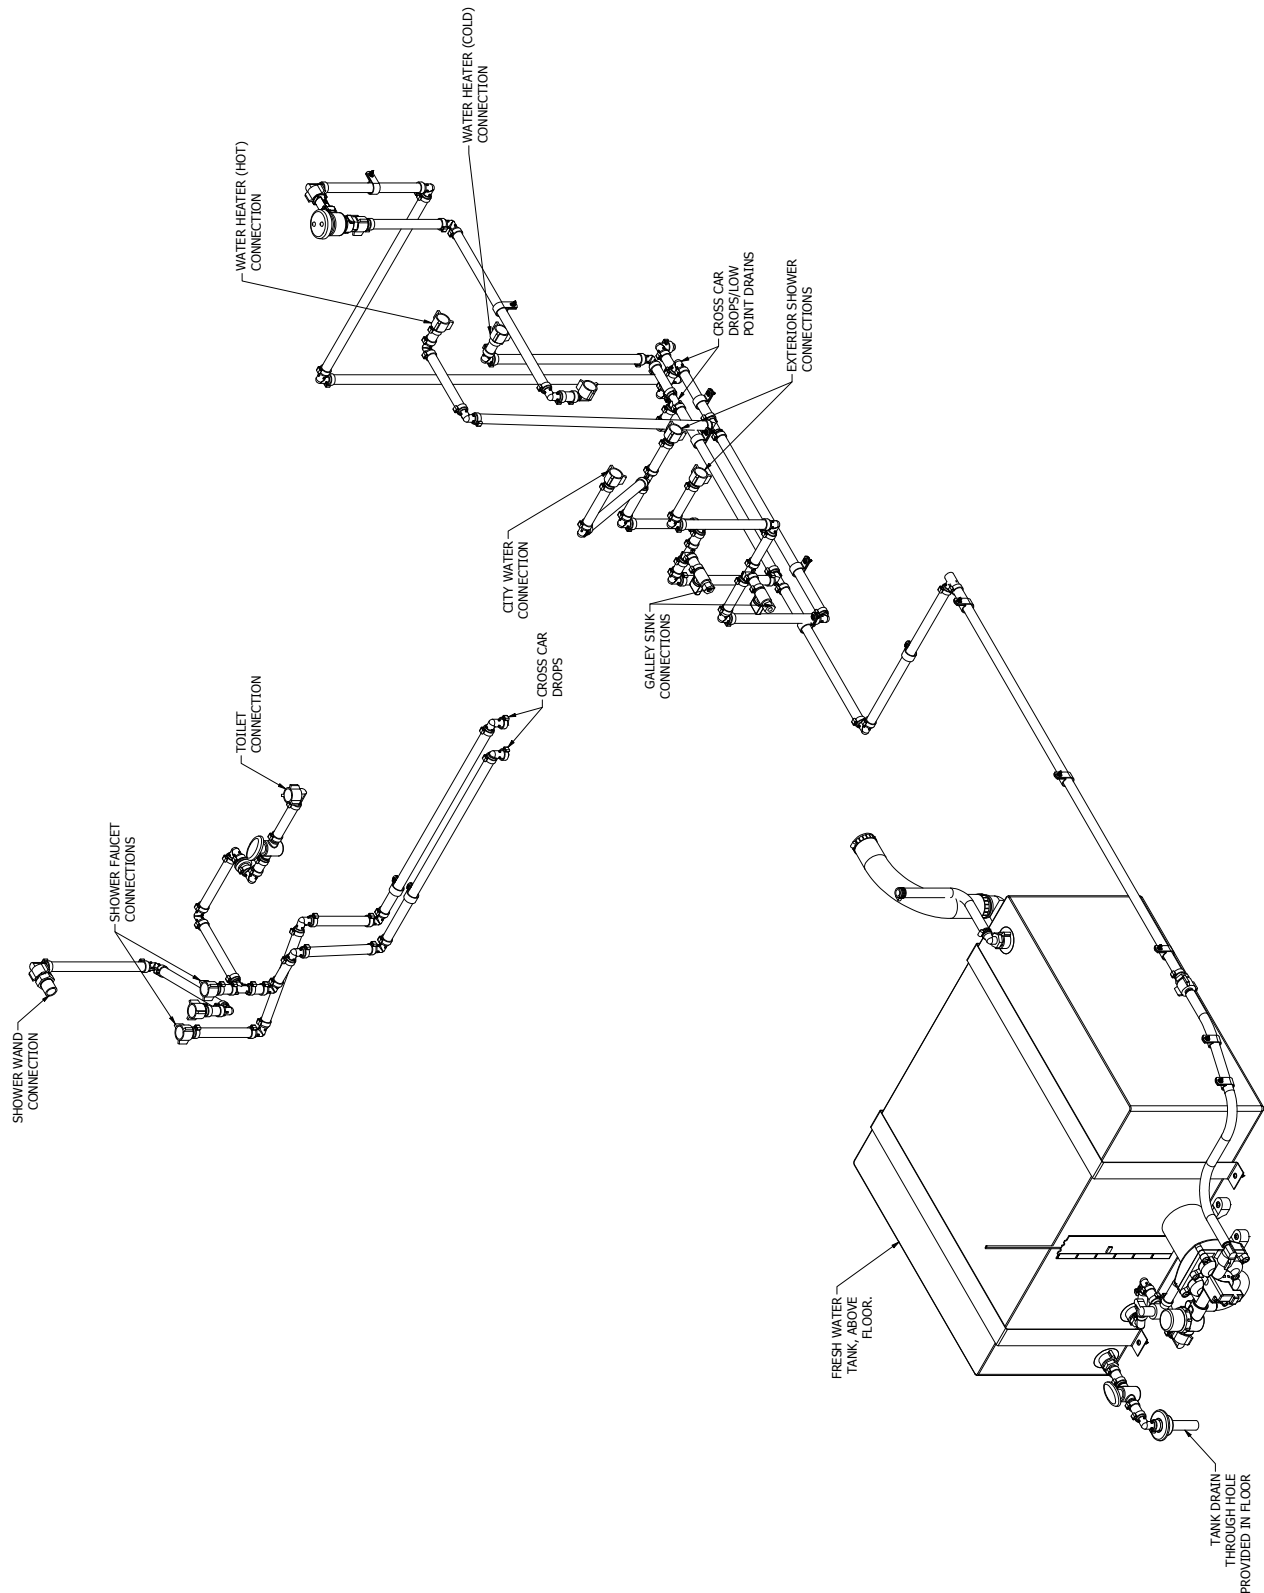 SHOWER WAND
CONNECTION
SHOWER FAUCET
CONNECTIONS
TOILET
CONNECTION
CROSS CAR
DROPS
WATER HEATER (HOT)
CONNECTION
WATER HEATER (COLD)
CONNECTION
CITY WATER
CONNECTION
GALLEY SINK
CONNECTIONS
CROSS CAR
DROPS/LOW
POINT DRAINS
EXTERIOR SHOWER
CONNECTIONS
FRESH WATER
TANK, ABOVE
FLOOR.
TANK DRAIN
THROUGH HOLE
PROVIDED IN FLOOR